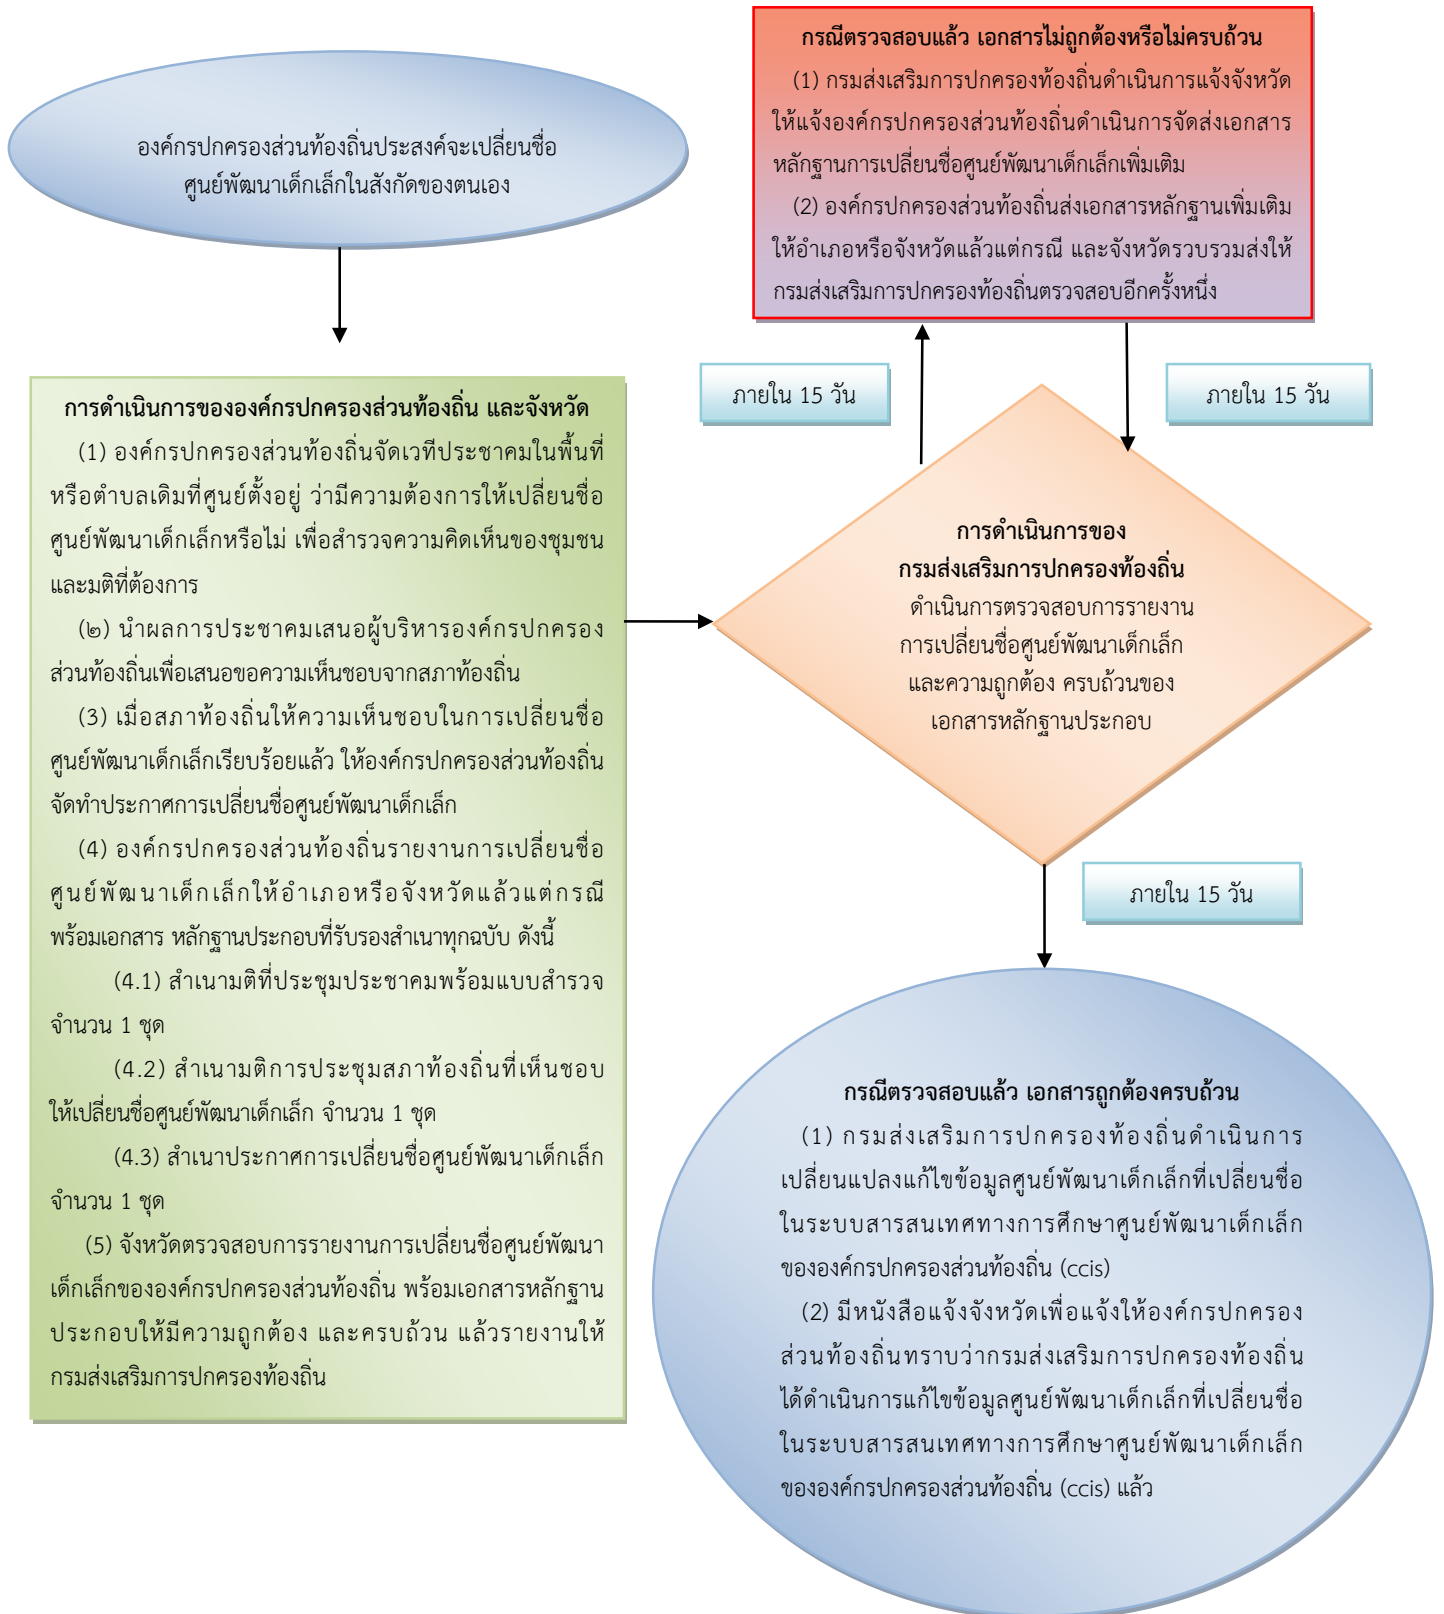 องค์กรปกครองส่วนท้องถิ่นประสงค์จะเปลี่ยนชื่อ
ศูนย์พัฒนาเด็กเล็กในสังกัดของตนเอง
การดำเนินการขององค์กรปกครองส่วนท้องถิ่น และจังหวัด
(1) องค์กรปกครองส่วนท้องถิ่นจัดเวทีประชาคมในพื้นที่
หรือตำบลเดิมที่ศูนย์ตั้งอยู่ ว่ามีความต้องการให้เปลี่ยนชื่อ
ศูนย์พัฒนาเด็กเล็กหรือไม่ เพื่อสำรวจความคิดเห็นของชุมชน
และมติที่ต้องการ
(๒) นำผลการประชาคมเสนอผู้บริหารองค์กรปกครอง
ส่วนท้องถิ่นเพื่อเสนอขอความเห็นชอบจากสภาท้องถิ่น
(3) เมื่อสภาท้องถิ่นให้ความเห็นชอบในการเปลี่ยนชื่อ
ศูนย์พัฒนาเด็กเล็กเรียบร้อยแล้ว ให้องค์กรปกครองส่วนท้องถิ่น
จัดทำประกาศการเปลี่ยนชื่อศูนย์พัฒนาเด็กเล็ก
(4) องค์กรปกครองส่วนท้องถิ่นรายงานการเปลี่ยนชื่อ
ศูนย์พัฒนาเด็กเล็กให้อำเภอหรือจังหวัดแล้วแต่กรณี
พร้อมเอกสาร หลักฐานประกอบที่รับรองสำเนาทุกฉบับ ดังนี้
(4.1) สำเนามติที่ประชุมประชาคมพร้อมแบบสำรวจ
จำนวน 1 ชุด
(4.2) สำเนามติการประชุมสภาท้องถิ่นที่เห็นชอบ
ให้เปลี่ยนชื่อศูนย์พัฒนาเด็กเล็ก จำนวน 1 ชุด
(4.3) สำเนาประกาศการเปลี่ยนชื่อศูนย์พัฒนาเด็กเล็ก
จำนวน 1 ชุด
(5) จังหวัดตรวจสอบการรายงานการเปลี่ยนชื่อศูนย์พัฒนา
เด็กเล็กขององค์กรปกครองส่วนท้องถิ่น พร้อมเอกสารหลักฐาน
ประกอบให้มีความถูกต้อง และครบถ้วน แล้วรายงานให้
กรมส่งเสริมการปกครองท้องถิ่น
กรณีตรวจสอบแล้ว เอกสารไม่ถูกต้องหรือไม่ครบถ้วน
(1) กรมส่งเสริมการปกครองท้องถิ่นดำเนินการแจ้งจังหวัด
ให้แจ้งองค์กรปกครองส่วนท้องถิ่นดำเนินการจัดส่งเอกสาร
หลักฐานการเปลี่ยนชื่อศูนย์พัฒนาเด็กเล็กเพิ่มเติม
(2) องค์กรปกครองส่วนท้องถิ่นส่งเอกสารหลักฐานเพิ่มเติม
ให้อำเภอหรือจังหวัดแล้วแต่กรณี และจังหวัดรวบรวมส่งให้
กรมส่งเสริมการปกครองท้องถิ่นตรวจสอบอีกครั้งหนึ่ง
ภายใน 15 วัน
ภายใน 15 วัน
การดำเนินการของ
กรมส่งเสริมการปกครองท้องถิ่น
ดำเนินการตรวจสอบการรายงาน
การเปลี่ยนชื่อศูนย์พัฒนาเด็กเล็ก
และความถูกต้อง ครบถ้วนของ
เอกสารหลักฐานประกอบ
ภายใน 15 วัน
กรณีตรวจสอบแล้ว เอกสารถูกต้องครบถ้วน
(1) กรมส่งเสริมการปกครองท้องถิ่นดำเนินการ
เปลี่ยนแปลงแก้ไขข้อมูลศูนย์พัฒนาเด็กเล็กที่เปลี่ยนชื่อ
ในระบบสารสนเทศทางการศึกษาศูนย์พัฒนาเด็กเล็ก
ขององค์กรปกครองส่วนท้องถิ่น (ccis)
(2) มีหนังสือแจ้งจังหวัดเพื่อแจ้งให้องค์กรปกครอง
ส่วนท้องถิ่นทราบว่ากรมส่งเสริมการปกครองท้องถิ่น
ได้ดำเนินการแก้ไขข้อมูลศูนย์พัฒนาเด็กเล็กที่เปลี่ยนชื่อ
ในระบบสารสนเทศทางการศึกษาศูนย์พัฒนาเด็กเล็ก
ขององค์กรปกครองส่วนท้องถิ่น (ccis) แล้ว